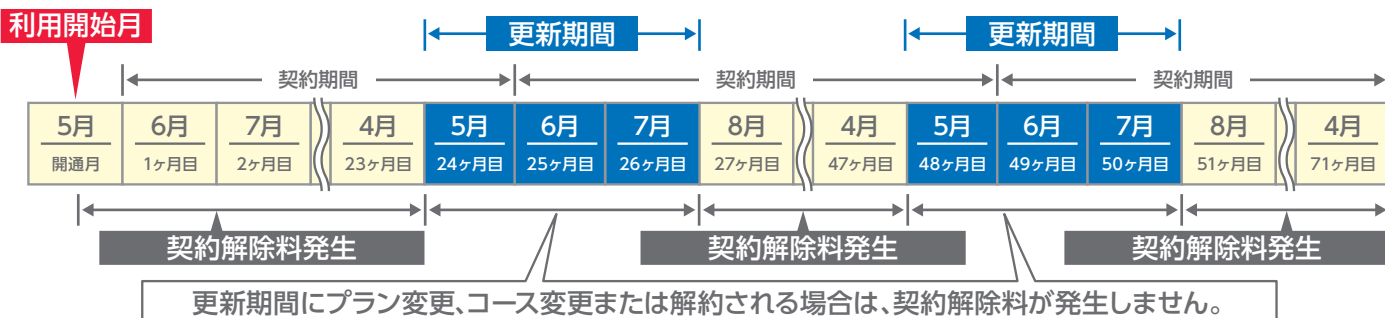 利用開始月
更新期間
更新期間
契約期間
契約期間
契約期間
5月 6月 7月 4月 5月 6月 7月 8月 4月 5月 6月 7月 8月 4月
開通月 1ヶ月目 2ヶ月目 23ヶ月目 24ヶ月目 25ヶ月目 26ヶ月目 27ヶ月目 47ヶ月目 48ヶ月目 49ヶ月目 50ヶ月目 51ヶ月目 71ヶ月目
契約解除料発生
契約解除料発生
契約解除料発生
更新期間にプラン変更、コース変更または解約される場合は、契約解除料が発生しません。